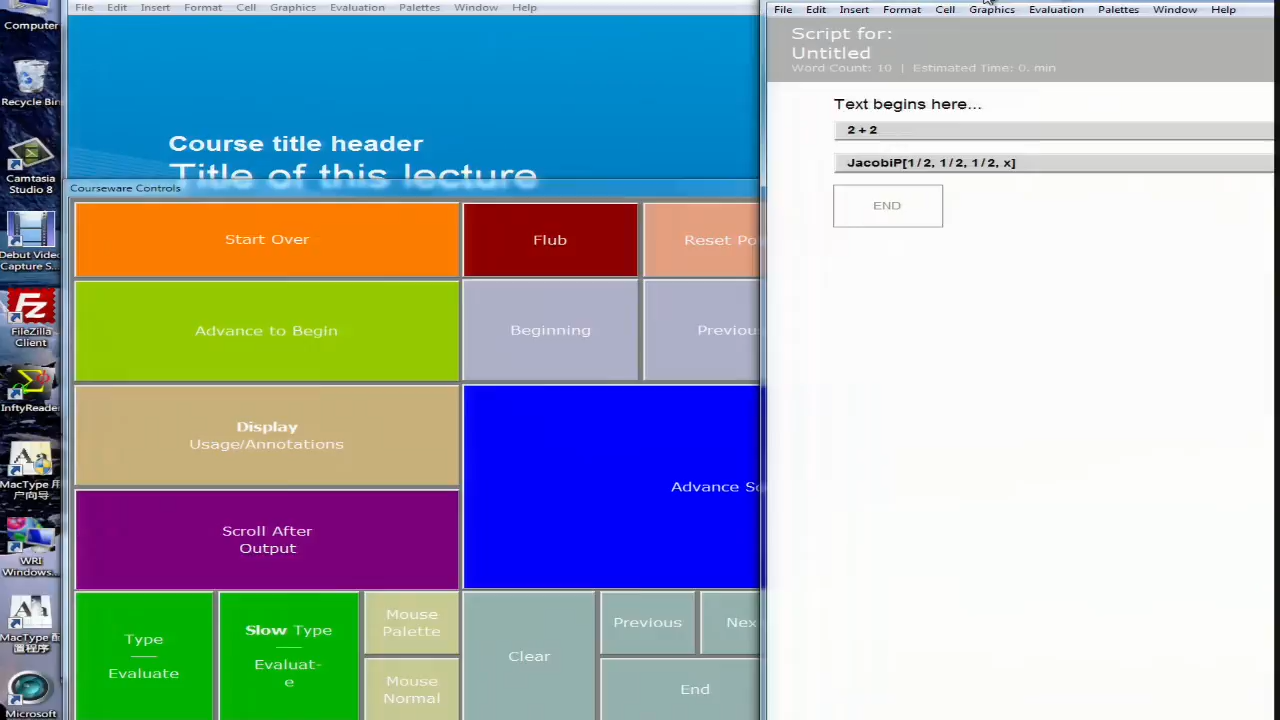 Computer
Recycle Bin
Camtasia
Studio 8
Debut Video
Capture S...
FileZilla
Client
InftyReader
MacType 用
户向导
WRI
Windows...
MacType 配
置程序
Microsoft
File Edit Insert Format Cell Graphics Evaluation Palettes Window Help
Course title header
Title of this lecture
Courseware Controls
Start Over
Flub
Reset Po
Advance to Begin
Beginning
Previou
Display
Usage/Annotations
Advance Sc
Scroll After
Output
Type
Evaluate
Slow Type
Evaluat-
e
Mouse
Palette
Mouse
Normal
Clear
Previous
Nex
End
File Edit Insert Format Cell Graphics Evaluation Palettes Window Help
Script for:
Untitled
Word Count: 10 | Estimated Time: 0. min
Text begins here...
2 + 2
JacobiP[1/2, 1/2, 1/2, x]
END